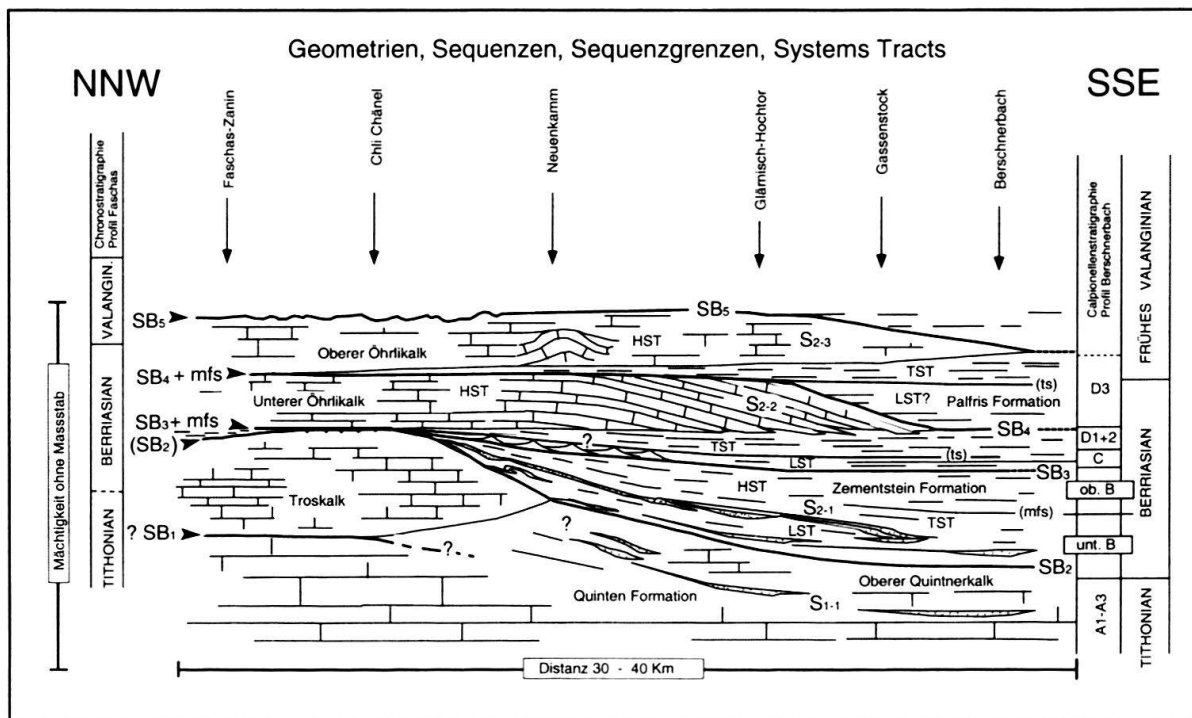 Geometrien, Sequenzen, Sequenzgrenzen, Systems Tracts
NNW
SSE
Chronostratigraphie
Profil Faschas
Faschas-Zanin
Chli Chänel
Neuenkamm
Glärnisch-Hochtor
Gassenstock
Berschnerbach
Calpionellenstratigraphie
Profil Berschnerbach
FRÜHES VALANGINIAN
VALANGIN.
SB5
SB5
HST
S2-3
Oberer Öhrlikalk
TST
SB4 + mfs
HST
(ts)
D3
Unterer Öhrlikalk
S2-2
LST?
Palfris Formation
SB3 + mfs
SB4
(SB2)
?
TST
(ts)
D1+2
BERRIASIAN
LST
C
SB3
HST
Zementstein Formation
ob. B
BERRIASIAN
Troskalk
S2-1
(mfs)
TST
? SB1
?
LST
unt. B
?
SB2
TITHONIAN
Oberer Quintnerkalk
Quinten Formation
S1-1
A1-A3
TITHONIAN
Mächtigkeit ohne Massstab
Distanz 30 - 40 Km